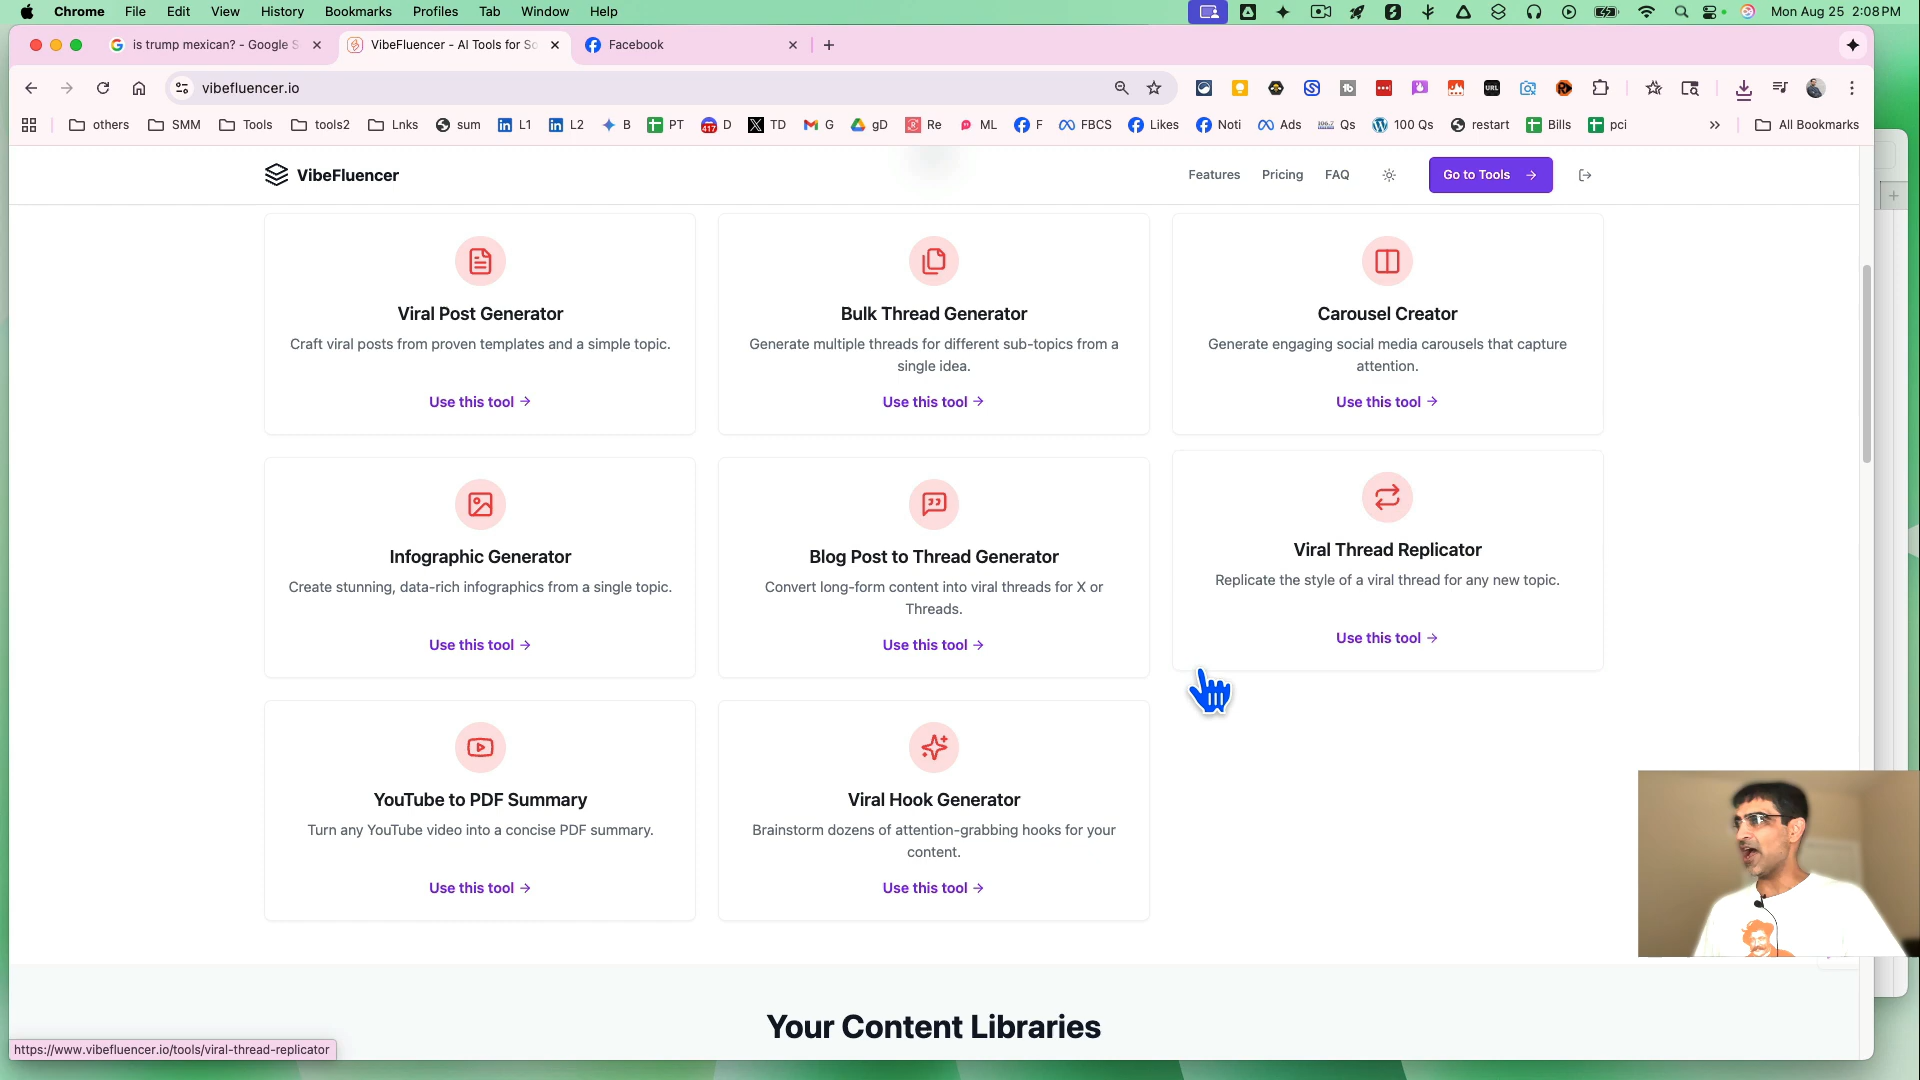 Chrome File Edit View History Bookmarks Profiles Tab Window Help
Mon Aug 25 2:08 PM
is trump mexican? - Google S
VibeFluencer - AI Tools for So
Facebook
vibefluencer.io
others SMM Tools tools2 Lnks sum L1 L2 B PT D TD G gD Re ML F FBCS Likes Noti Ads Qs 100 Qs restart Bills pci All Bookmarks
VibeFluencer
Features Pricing FAQ Go to Tools
Viral Post Generator
Craft viral posts from proven templates and a simple topic.
Use this tool →
Bulk Thread Generator
Generate multiple threads for different sub-topics from a
single idea.
Use this tool →
Carousel Creator
Generate engaging social media carousels that capture
attention.
Use this tool →
Infographic Generator
Create stunning, data-rich infographics from a single topic.
Use this tool →
Blog Post to Thread Generator
Convert long-form content into viral threads for X or
Threads.
Use this tool →
Viral Thread Replicator
Replicate the style of a viral thread for any new topic.
Use this tool →
YouTube to PDF Summary
Turn any YouTube video into a concise PDF summary.
Use this tool →
Viral Hook Generator
Brainstorm dozens of attention-grabbing hooks for your
content.
Use this tool →
Your Content Libraries
https://www.vibefluencer.io/tools/viral-thread-replicator